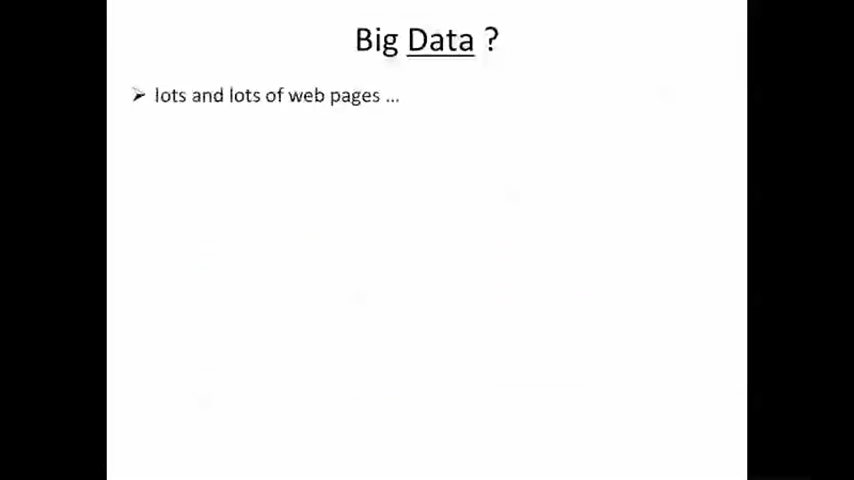 Big Data ?
➢ lots and lots of web pages ...